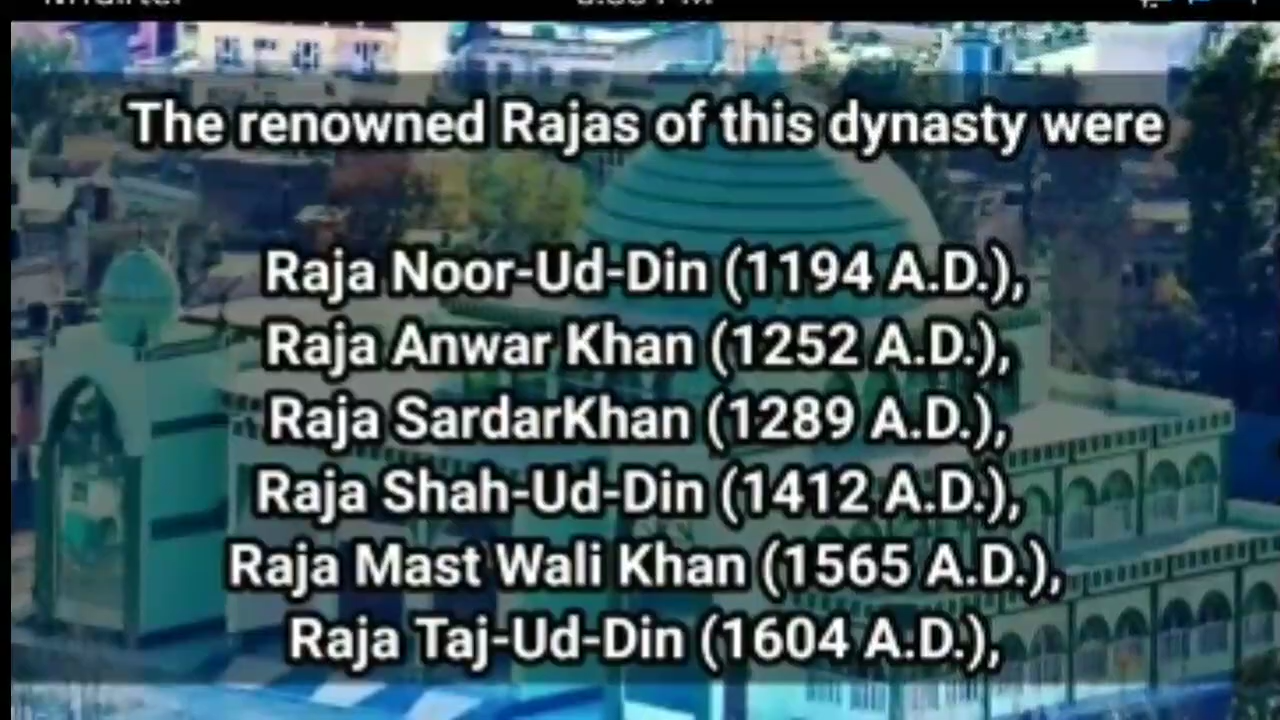 The renowned Rajas of this dynasty were
Raja Noor-Ud-Din (1194 A.D.),
Raja Anwar Khan (1252 A.D.),
Raja SardarKhan (1289 A.D.),
Raja Shah-Ud-Din (1412 A.D.),
Raja Mast Wali Khan (1565 A.D.),
Raja Taj-Ud-Din (1604 A.D.),